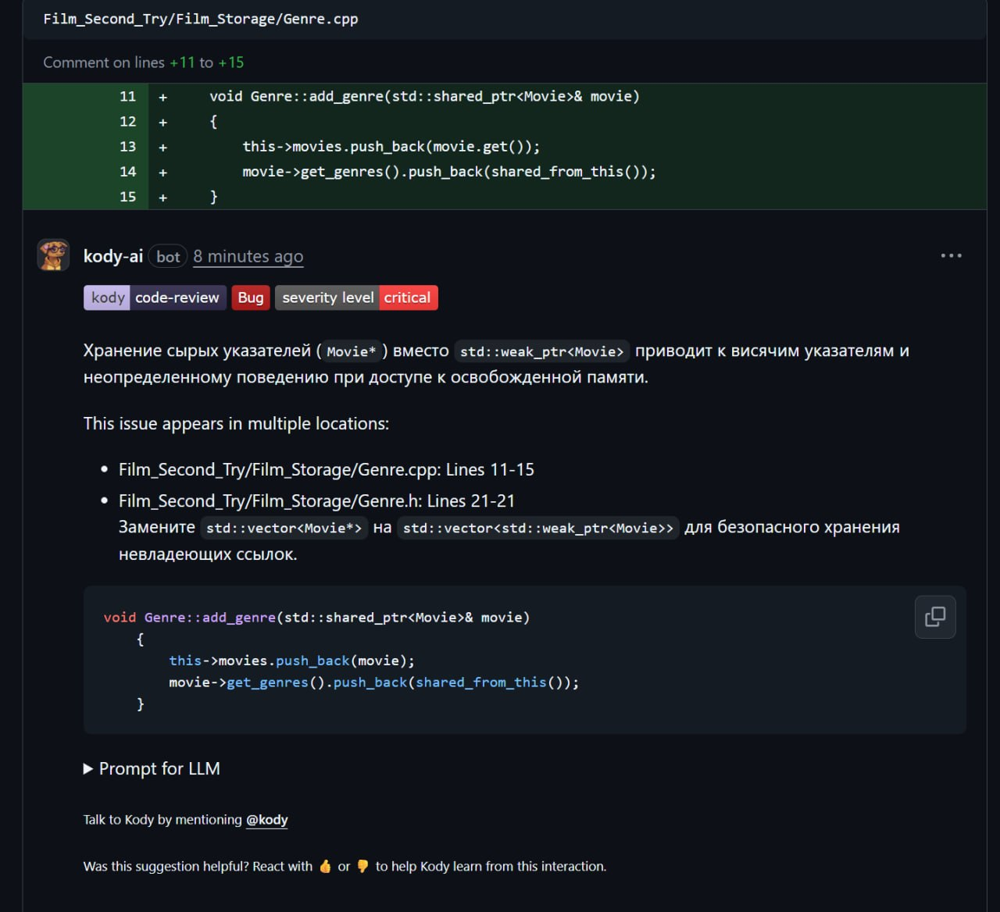 Film_Second_Try/Film_Storage/Genre.cpp
Comment on lines +11 to +15
11 + void Genre::add_genre(std::shared_ptr<Movie>& movie)
12 + {
13 + this->movies.push_back(movie.get());
14 + movie->get_genres().push_back(shared_from_this());
15 + }
kody-ai bot 8 minutes ago
kody code-review Bug severity level critical
Хранение сырых указателей ( Movie* ) вместо std::weak_ptr<Movie> приводит к висячим указателям и
неопределенному поведению при доступе к освобожденной памяти.
This issue appears in multiple locations:
• Film_Second_Try/Film_Storage/Genre.cpp: Lines 11-15
• Film_Second_Try/Film_Storage/Genre.h: Lines 21-21
Замените std::vector<Movie*> на std::vector<std::weak_ptr<Movie>> для безопасного хранения
невладеющих ссылок.
void Genre::add_genre(std::shared_ptr<Movie>& movie)
{
this->movies.push_back(movie);
movie->get_genres().push_back(shared_from_this());
}
▶ Prompt for LLM
Talk to Kody by mentioning @kody
Was this suggestion helpful? React with 👍 or 👎 to help Kody learn from this interaction.